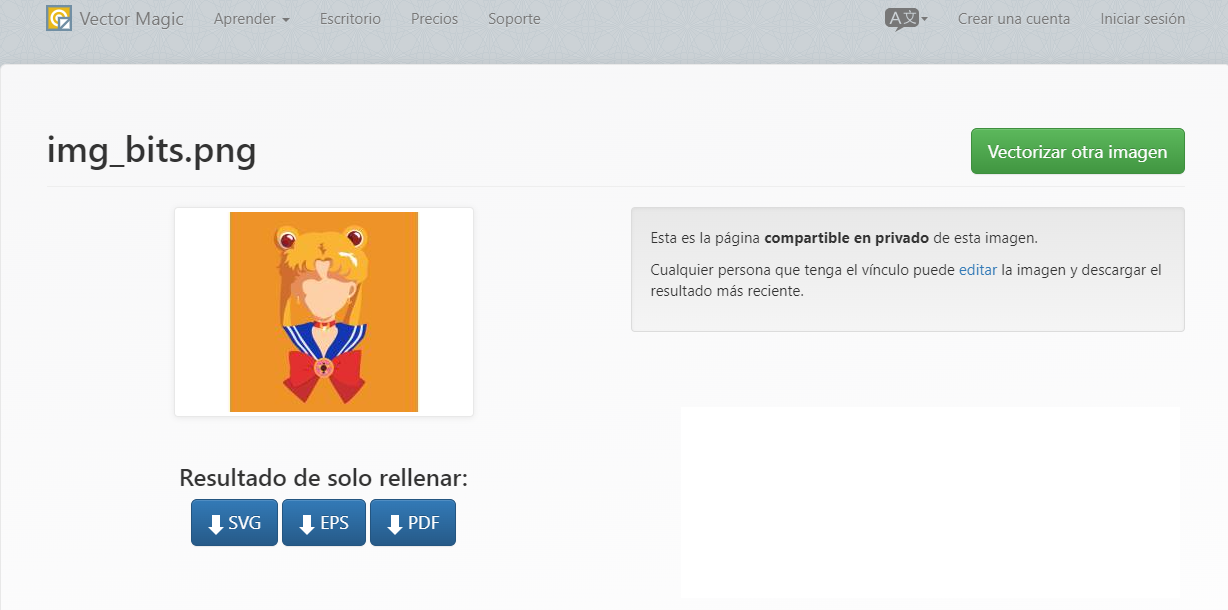 Vector Magic Aprender Escritorio Precios Soporte A文 Crear una cuenta Iniciar sesión
img_bits.png
Vectorizar otra imagen
Esta es la página compartible en privado de esta imagen.
Cualquier persona que tenga el vínculo puede editar la imagen y descargar el
resultado más reciente.
Resultado de solo rellenar:
SVG EPS PDF